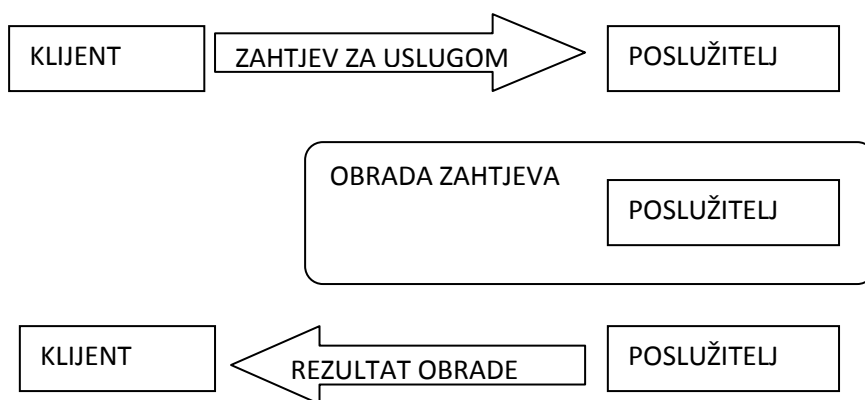 KLIJENT ZAHTJEV ZA USLUGOM POSLUŽITELJ
OBRADA ZAHTJEVA
POSLUŽITELJ
KLIJENT REZULTAT OBRADE POSLUŽITELJ